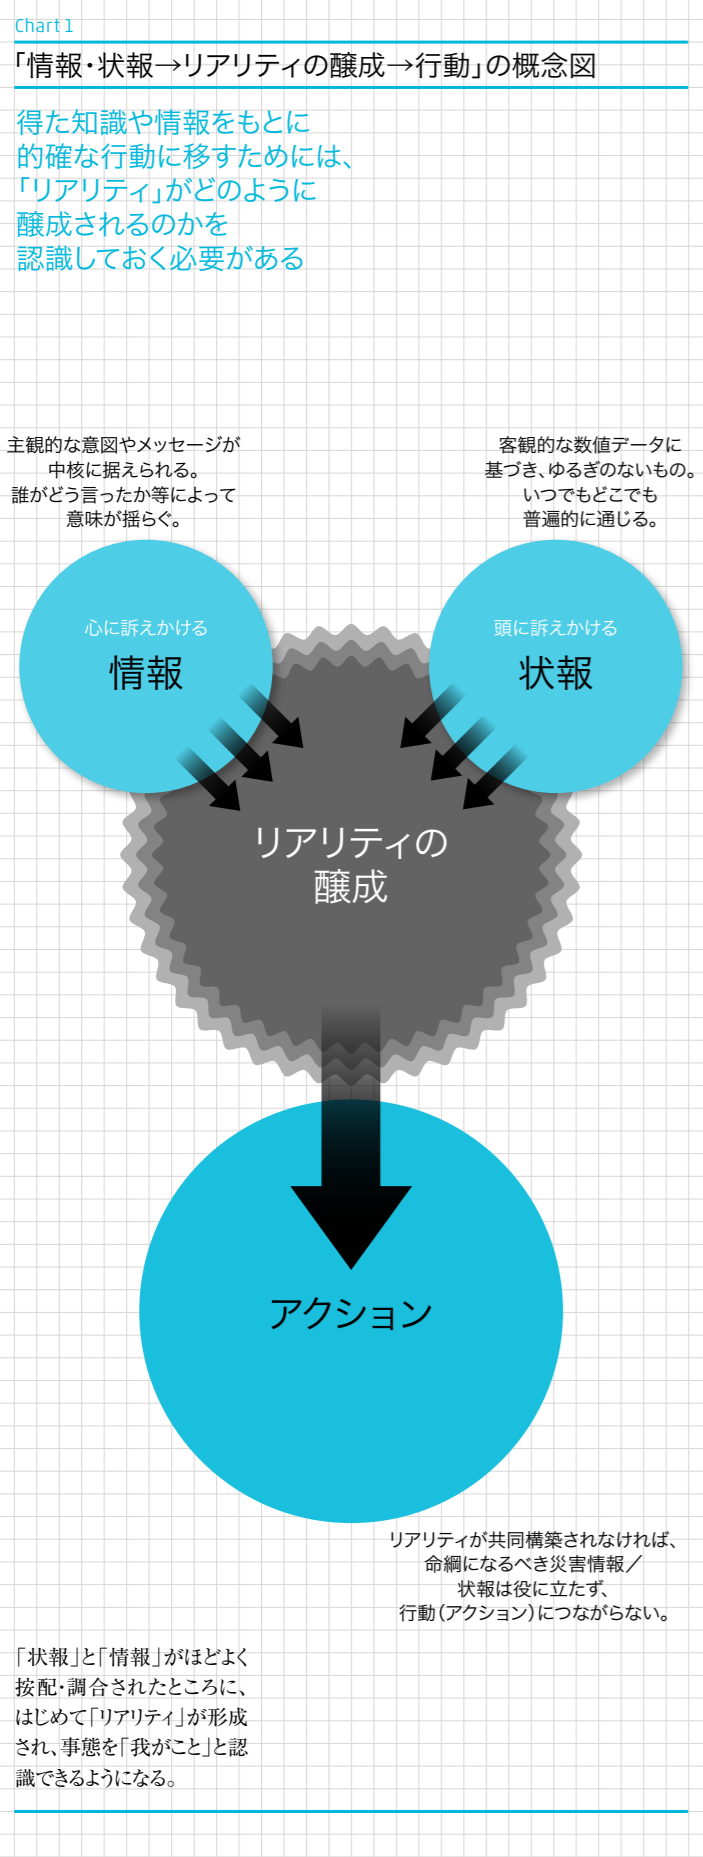 Chart 1
「情報・状報→リアリティの醸成→行動」の概念図
得た知識や情報をもとに
的確な行動に移すためには、
「リアリティ」がどのように
醸成されるのかを
認識しておく必要がある
主観的な意図やメッセージが
中核に据えられる。
誰がどう言ったか等によって
意味が揺らぐ。
客観的な数値データに
基づき、ゆるぎのないもの。
いつでもどこでも
普遍的に通じる。
心に訴えかける
情報
頭に訴えかける
状報
リアリティの
醸成
アクション
リアリティが共同構築されなければ、
命綱になるべき災害情報／
状報は役に立たず、
行動（アクション）につながらない。
「状報」と「情報」がほどよく
按配・調合されたところに、
はじめて「リアリティ」が形成
され、事態を「我がこと」と認
識できるようになる。